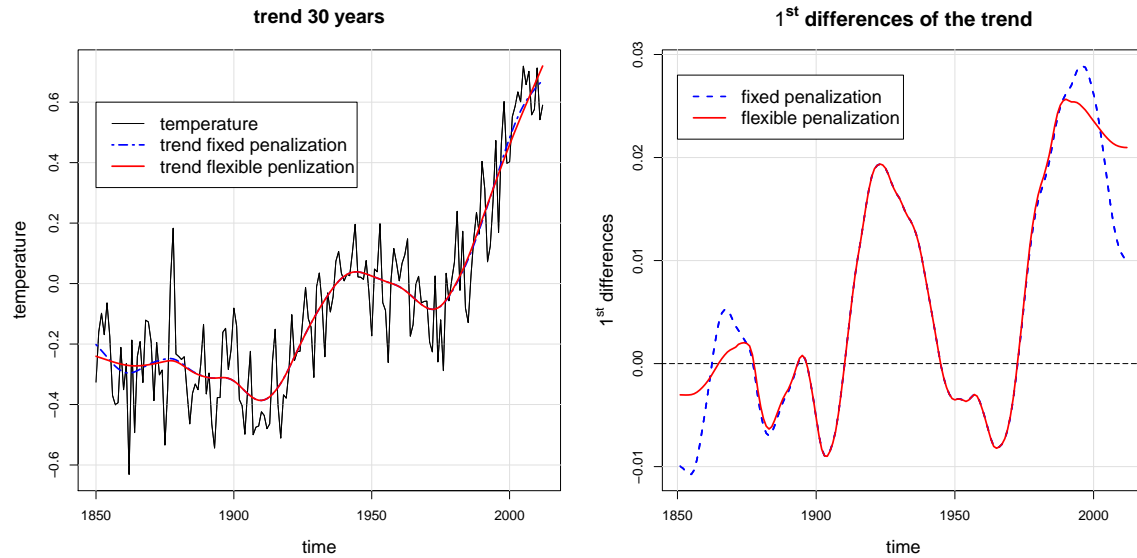 trend 30 years
temperature
0.6
0.4
0.2
0.0
−0.2
−0.4
−0.6
temperature
trend fixed penalization
trend flexible penlization
1850
1900
1950
2000
time
1st differences of the trend
1st differences
0.03
0.02
0.01
0.00
−0.01
fixed penalization
flexible penalization
1850
1900
1950
2000
time